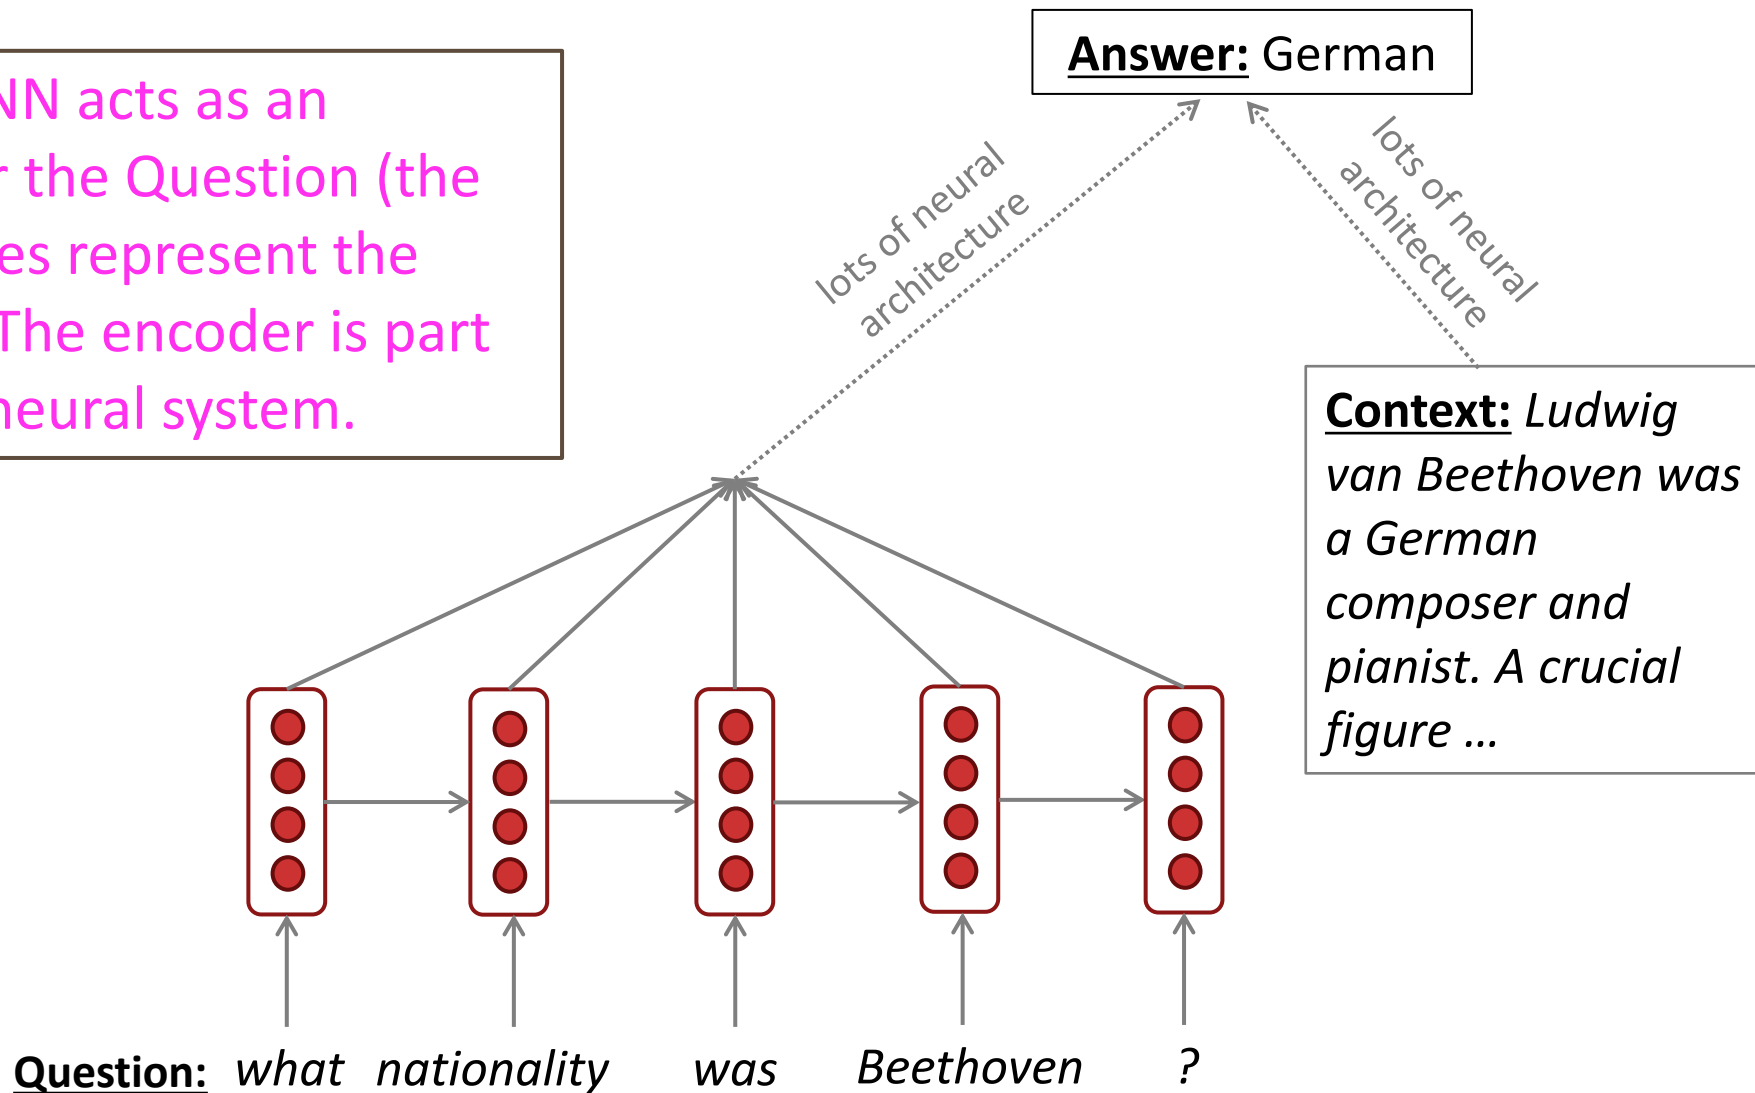 Answer: German
NN acts as an
r the Question (the
es represent the
The encoder is part
neural system.
lots of neural
architecture
lots of neural
architecture
Context: Ludwig
van Beethoven was
a German
composer and
pianist. A crucial
figure …
Question: what nationality was Beethoven ?